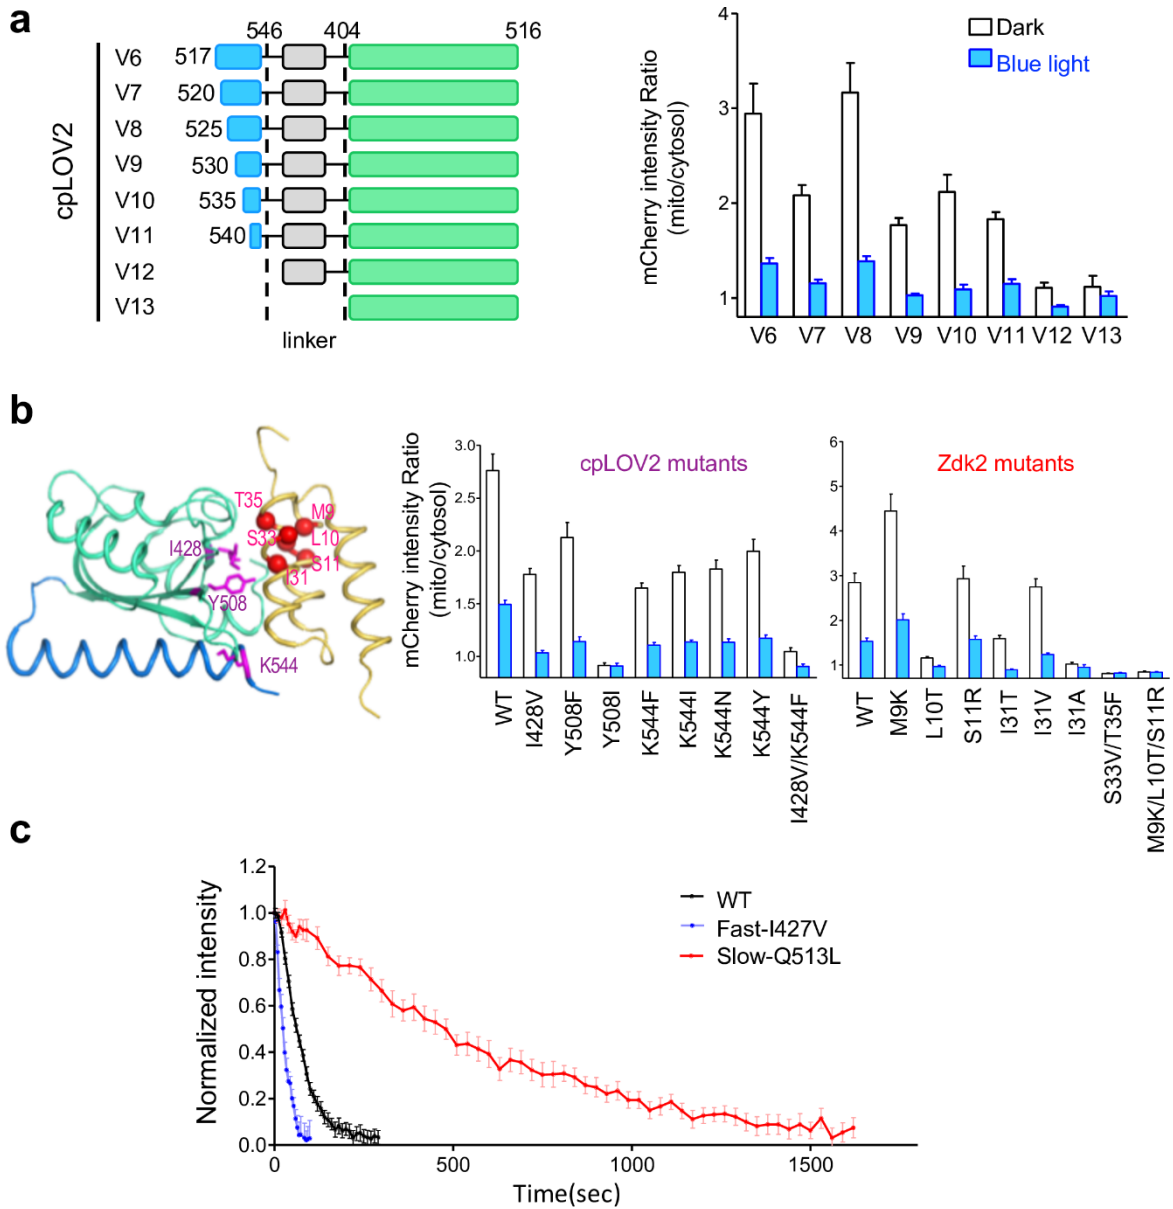 a
546 404 516
cpLOV2
V6 517
V7 520
V8 525
V9 530
V10 535
V11 540
V12
V13
linker
mCherry intensity Ratio
(mito/cytosol)
4
3
2
1
Dark
Blue light
V6 V7 V8 V9 V10 V11 V12 V13
b
T35
M9
S33
L10
I428
S11
I31
Y508
K544
mCherry intensity Ratio
(mito/cytosol)
3.0
2.5
2.0
1.5
1.0
cpLOV2 mutants
WT
I428V
Y508F
Y508I
K544F
K544I
K544N
K544Y
I428V/K544F
6
5
4
3
2
1
Zdk2 mutants
WT
M9K
L10T
S11R
I31T
I31V
I31A
S33V/T35F
M9K/L10T/S11R
c
Normalized intensity
1.2
1.0
0.8
0.6
0.4
0.2
0.0
WT
Fast-I427V
Slow-Q513L
0 500 1000 1500
Time(sec)